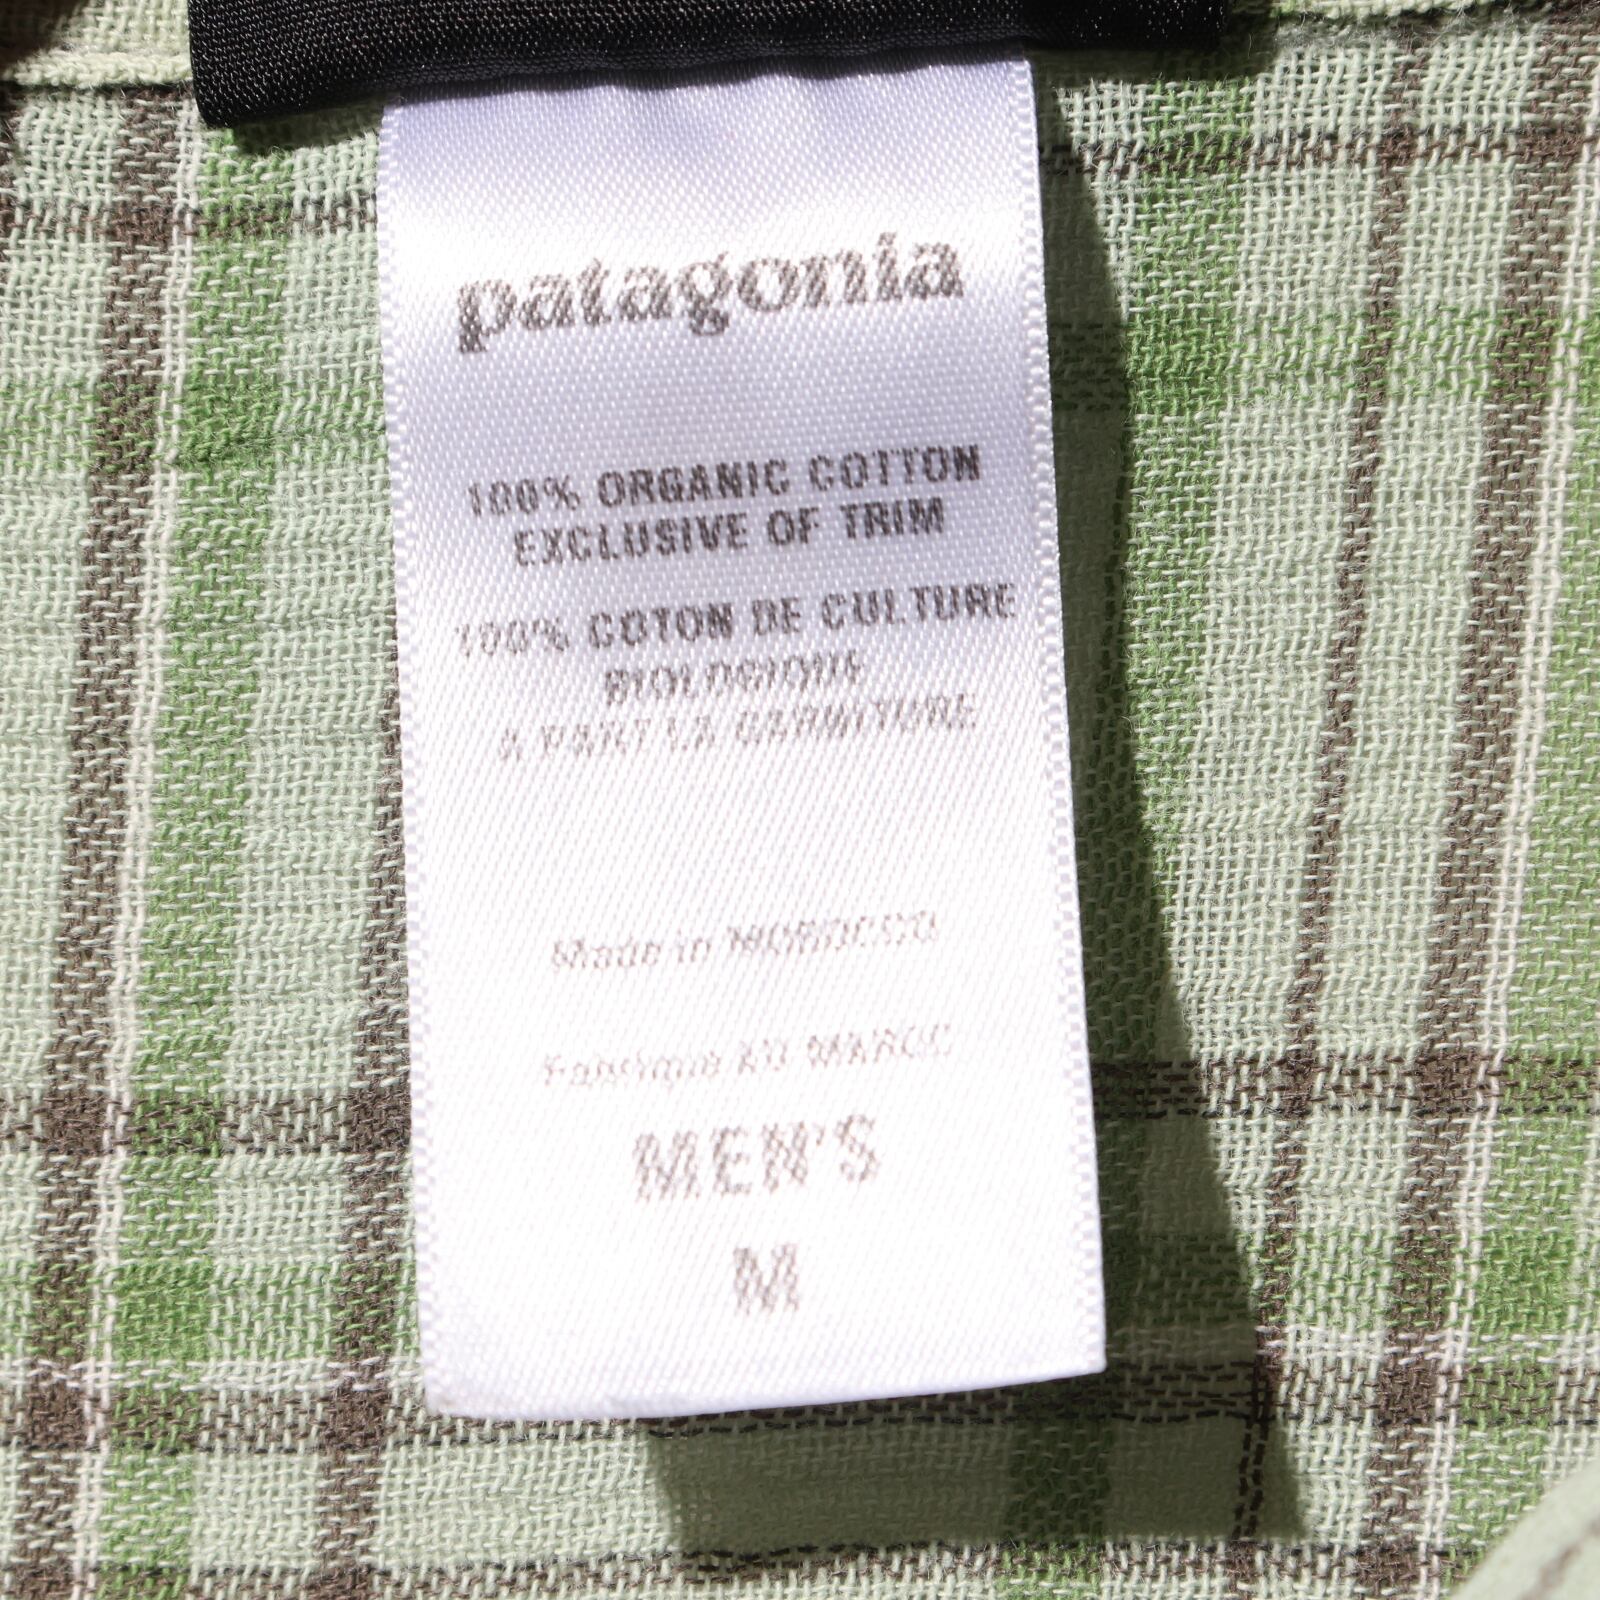 patagonia
100% ORGANIC COTTON
EXCLUSIVE OF TRIM
100% COTON DE CULTURE
BIOLOGIQUE
A PART LA GARNITURE
Made in MOROCCO
Fabrique AU MAROC
MEN'S
M